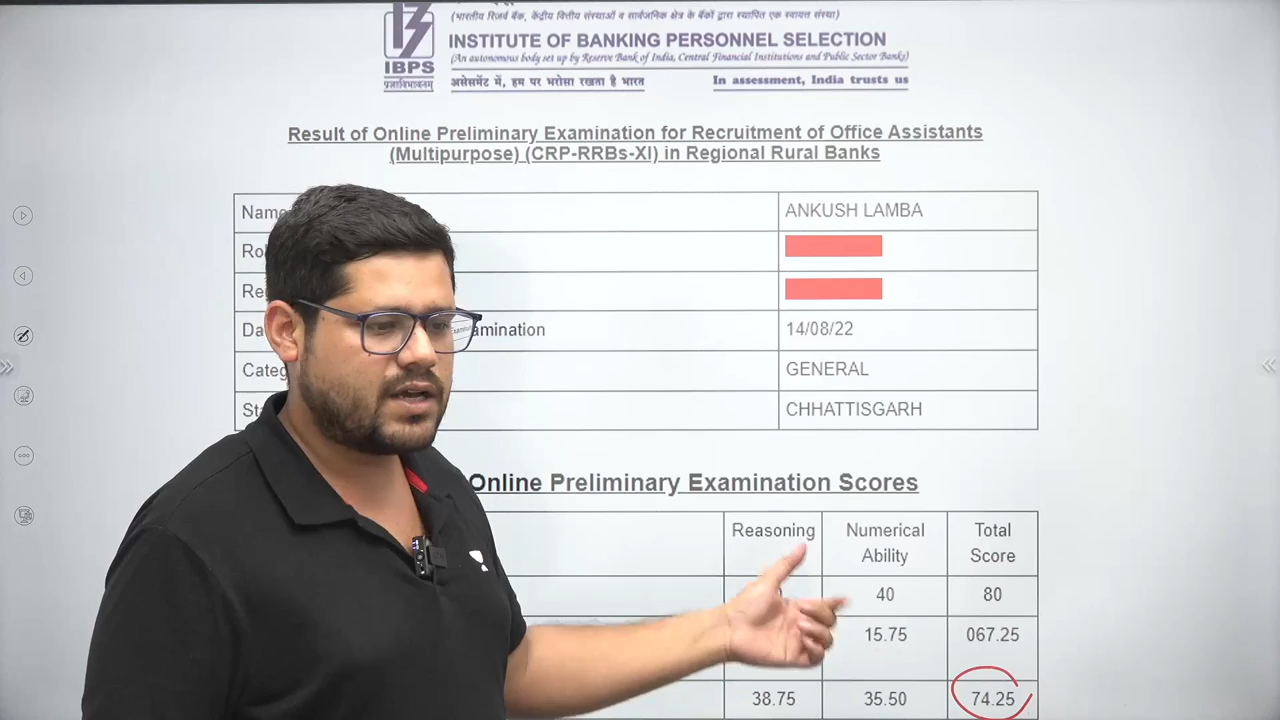 (भारतीय रिजर्व बैंक, केंद्रीय वित्तीय संस्थाओं व सार्वजनिक क्षेत्र के बैंकों द्वारा स्थापित एक स्वायत्त संस्था)
INSTITUTE OF BANKING PERSONNEL SELECTION
(An autonomous body set up by Reserve Bank of India, Central Financial Institutions and Public Sector Banks)
IBPS
असेसमेंट में, हम पर भरोसा रखता है भारत In assessment, India trusts us
Result of Online Preliminary Examination for Recruitment of Office Assistants
(Multipurpose) (CRP-RRBs-XI) in Regional Rural Banks
Name ANKUSH LAMBA
amination 14/08/22
GENERAL
CHHATTISGARH
Online Preliminary Examination Scores
Reasoning Numerical Ability Total Score
40 80
15.75 067.25
38.75 35.50 74.25